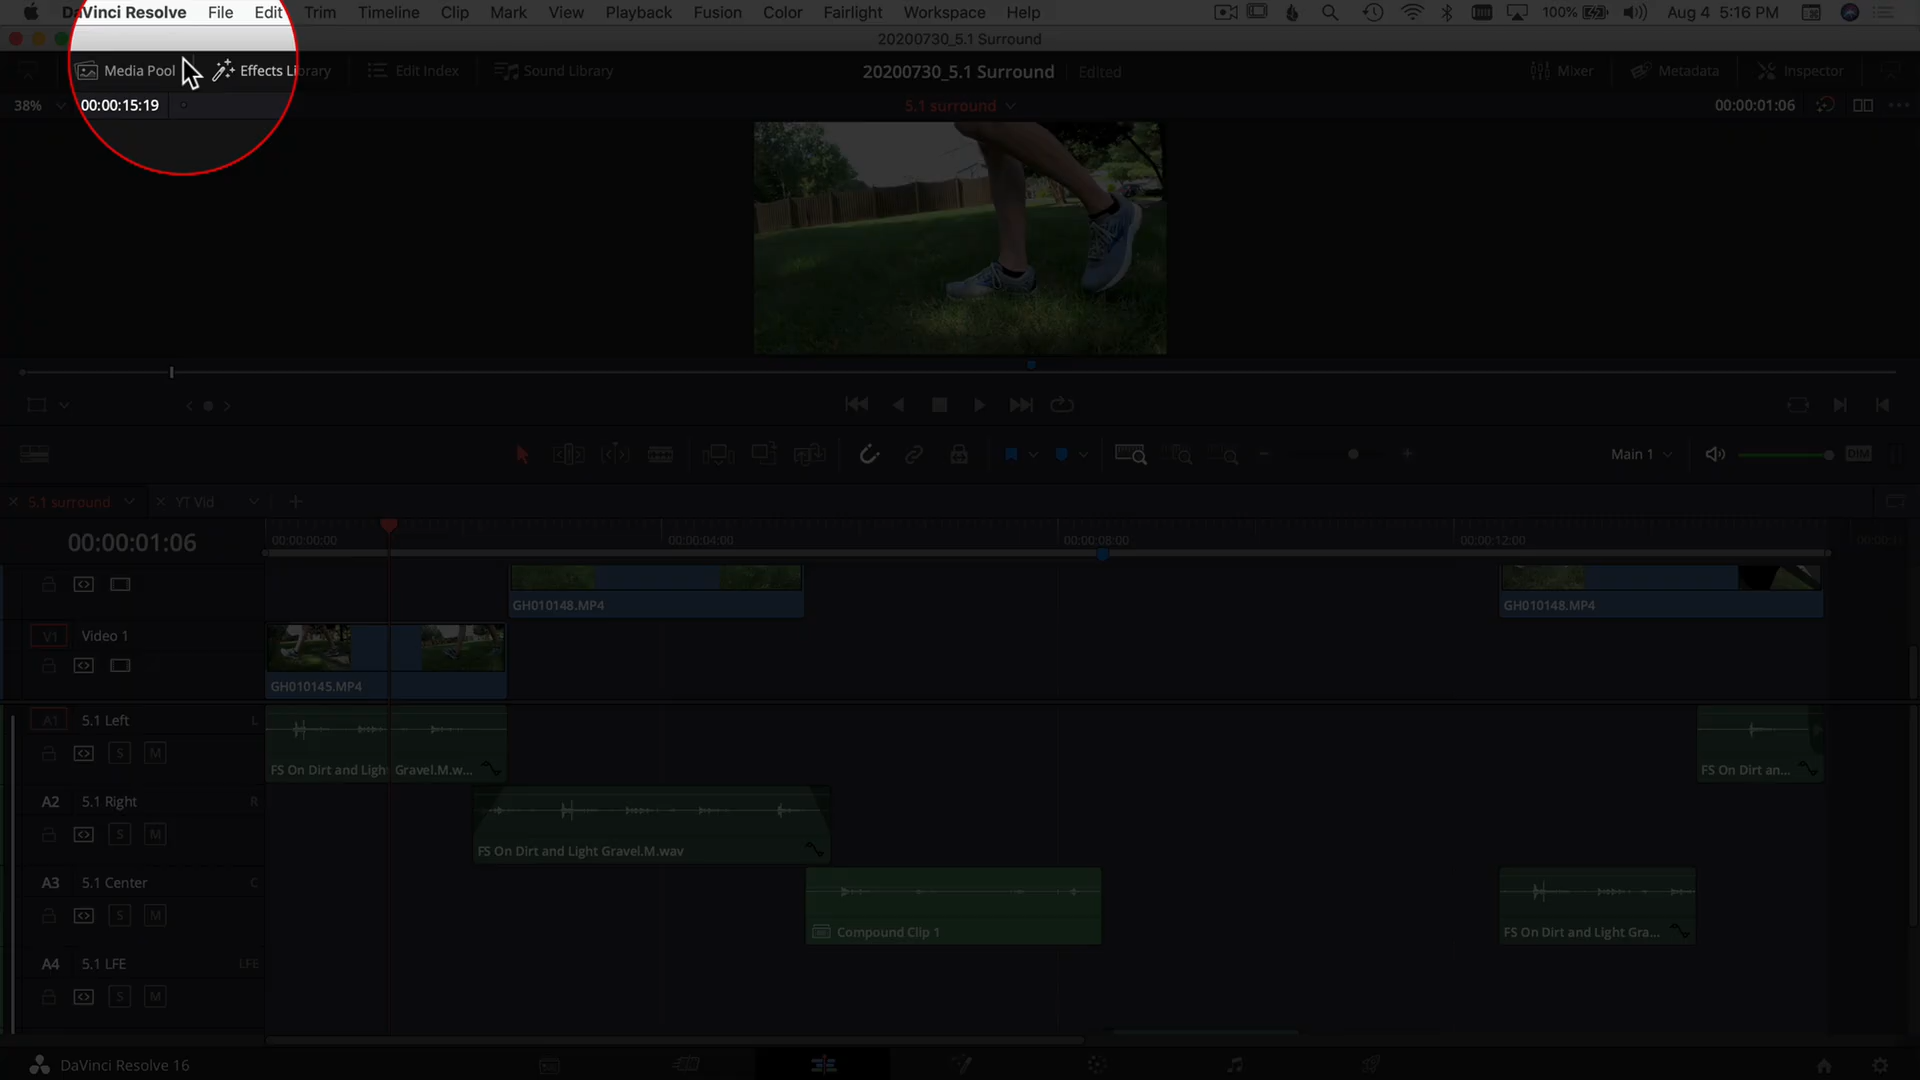 DaVinci Resolve File Edit Trim Timeline Clip Mark View Playback Fusion Color Fairlight Workspace Help 100% Aug 4 5:16 PM
20200730_5.1 Surround
Media Pool Effects Library Edit Index Sound Library 20200730_5.1 Surround Edited Mixer Metadata Inspector
38% 00:00:15:19 5.1 surround 00:00:01:06
Main 1 DIM
5.1 surround YT Vid
00:00:01:06 00:00:00:00 00:00:04:00 00:00:08:00 00:00:12:00
GH010148.MP4 GH010148.MP4
V1 Video 1
GH010145.MP4
A1 5.1 Left L
S M
FS On Dirt and Light Gravel.M.w... FS On Dirt an...
A2 5.1 Right R
S M
FS On Dirt and Light Gravel.M.wav
A3 5.1 Center C
S M
Compound Clip 1 FS On Dirt and Light Gra...
A4 5.1 LFE LFE
S M
DaVinci Resolve 16